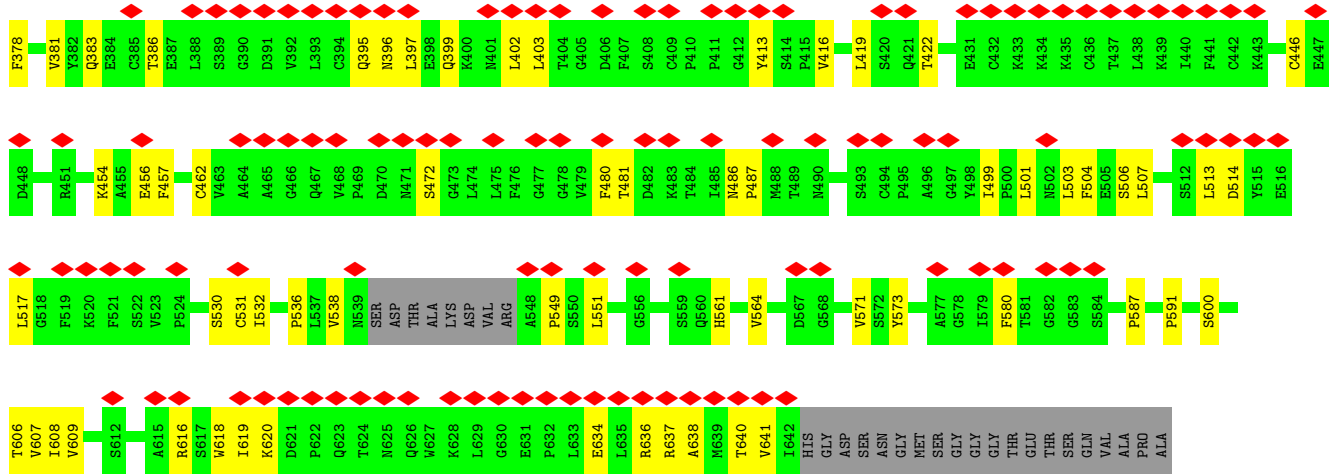 F378 V381 Y382 Q383 E384 C385 T386 E387 L388 S389 G390 D391 V392 L393 C394 Q395 N396 L397 E398 Q399 K400 N401 L402 L403 T404 G405 D406 F407 S408 C409 P410 P411 G412 Y413 S414 P415 V416 L419 S420 Q421 T422 E431 C432 K433 K434 K435 C436 T437 L438 K439 I440 F441 C442 K443 C446 E447
D448 R451 K454 A455 E456 F457 C462 V463 A464 A465 G466 Q467 V468 P469 D470 N471 S472 G473 L474 L475 F476 G477 G478 V479 F480 T481 D482 K483 T484 I485 N486 P487 M488 T489 N490 S493 C494 P495 A496 G497 Y498 I499 P500 L501 N502 L503 F504 E505 S506 L507 S512 L513 D514 Y515 E516
L517 G518 F519 K520 F521 S522 V523 P524 S530 C531 I532 P536 L537 V538 N539 SER ASP THR ALA LYS ASP VAL ARG A548 P549 S550 L551 G556 S559 Q560 H561 V564 D567 G568 V571 S572 Y573 A577 G578 I579 F580 T581 G582 G583 S584 P587 P591 S600
T606 V607 I608 V609 S612 A615 R616 S617 W618 I619 K620 D621 P622 Q623 T624 N625 Q626 W627 K628 L629 G630 E631 P632 L633 E634 L635 R636 R637 A638 M639 T640 V641 I642 HIS GLY ASP SER ASN GLY MET SER GLY GLY GLY THR GLU THR SER GLN VAL ALA PRO ALA